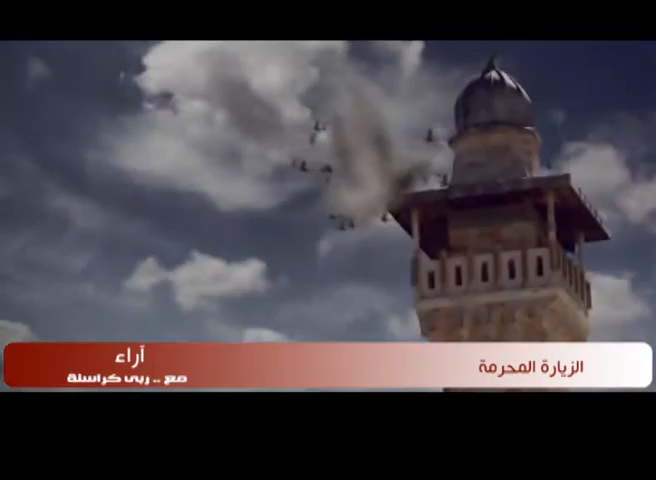 آراء
مع .. ربى كراسنة
الزيارة المحرمة